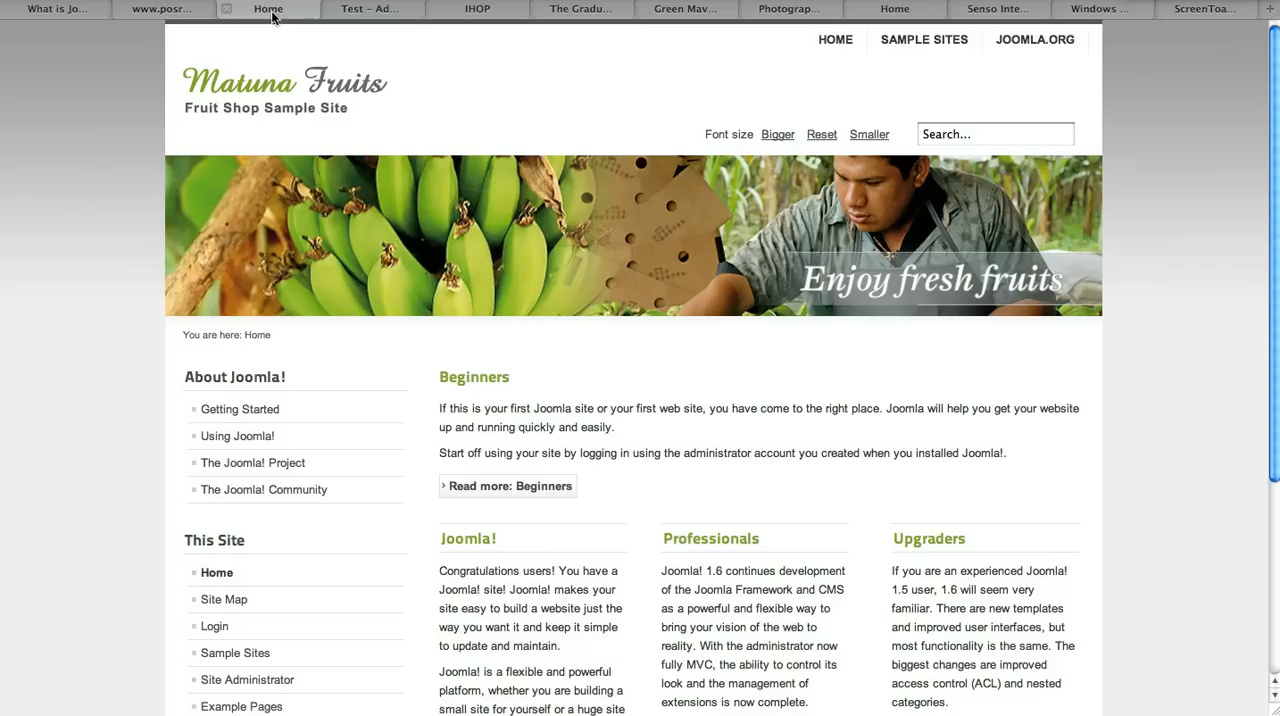 What is Jo...
www.posr...
Home
Test – Ad...
IHOP
The Gradu...
Green Mav...
Photograp...
Home
Senso Inte...
Windows ...
ScreenToa...
HOME
SAMPLE SITES
JOOMLA.ORG
Matuna Fruits
Fruit Shop Sample Site
Font size Bigger Reset Smaller
Search...
Enjoy fresh fruits
You are here: Home
About Joomla!
Getting Started
Using Joomla!
The Joomla! Project
The Joomla! Community
This Site
Home
Site Map
Login
Sample Sites
Site Administrator
Example Pages
Beginners
If this is your first Joomla site or your first web site, you have come to the right place. Joomla will help you get your website
up and running quickly and easily.
Start off using your site by logging in using the administrator account you created when you installed Joomla!.
Read more: Beginners
Joomla!
Congratulations users! You have a
Joomla! site! Joomla! makes your
site easy to build a website just the
way you want it and keep it simple
to update and maintain.
Joomla! is a flexible and powerful
platform, whether you are building a
small site for yourself or a huge site
Professionals
Joomla! 1.6 continues development
of the Joomla Framework and CMS
as a powerful and flexible way to
bring your vision of the web to
reality. With the administrator now
fully MVC, the ability to control its
look and the management of
extensions is now complete.
Upgraders
If you are an experienced Joomla!
1.5 user, 1.6 will seem very
familiar. There are new templates
and improved user interfaces, but
most functionality is the same. The
biggest changes are improved
access control (ACL) and nested
categories.